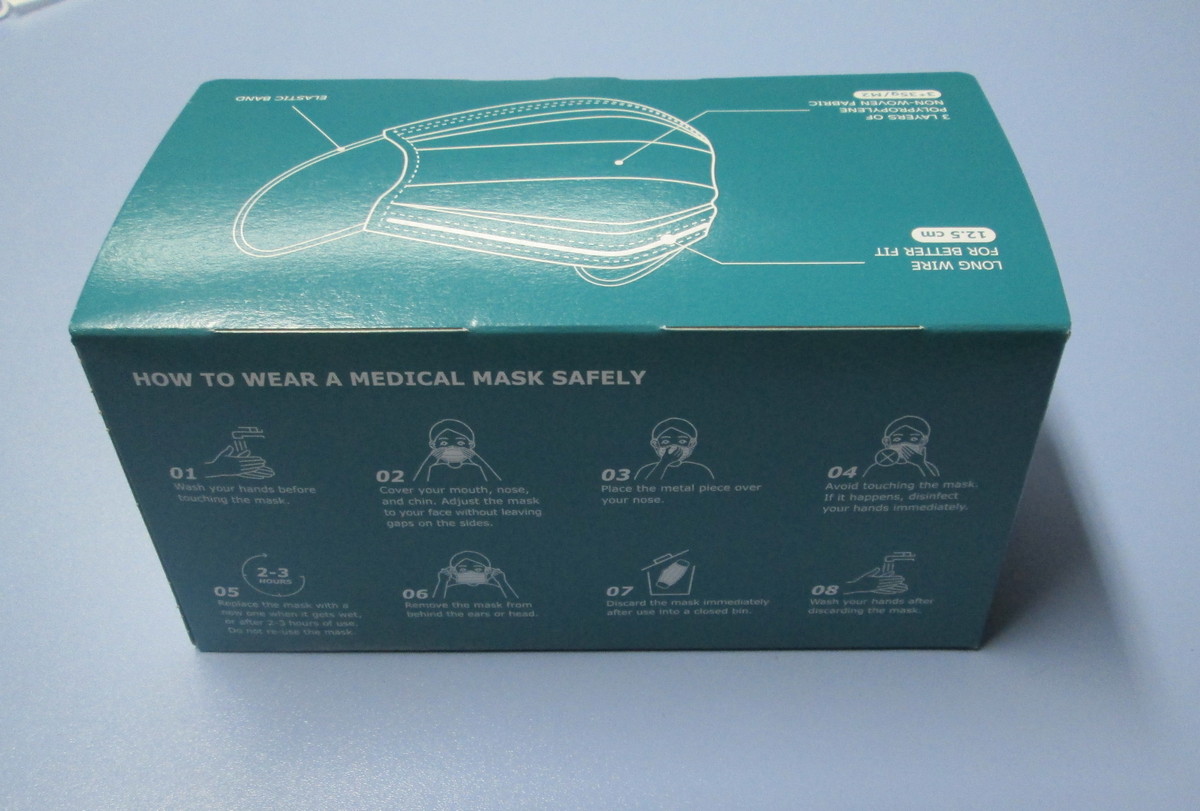 ELASTIC BAND
3 LAYERS OF
POLYPROPYLENE
NON-WOVEN FABRIC
3*35g/M2
LONG WIRE
FOR BETTER FIT
12.5 cm
HOW TO WEAR A MEDICAL MASK SAFELY
01
Wash your hands before
touching the mask.
02
Cover your mouth, nose,
and chin. Adjust the mask
to your face without leaving
gaps on the sides.
03
Place the metal piece over
your nose.
04
Avoid touching the mask.
If it happens, disinfect
your hands immediately.
2-3
HOURS
05
Replace the mask with a
new one when it gets wet,
or after 2-3 hours of use.
Do not re-use the mask.
06
Remove the mask from
behind the ears or head.
07
Discard the mask immediately
after use into a closed bin.
08
Wash your hands after
discarding the mask.